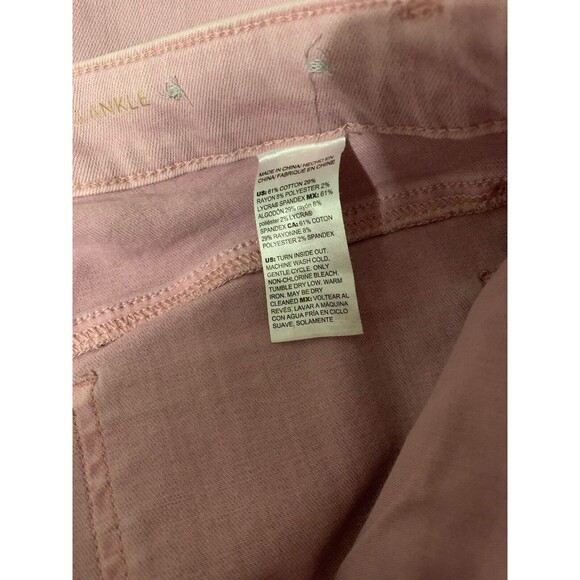 ANKLE
MADE IN CHINA/ HECHO EN
CHINA/ FABRIQUE EN CHINE
US: 61% COTTON 29%
RAYON 8% POLYESTER 2%
LYCRA® SPANDEX MX: 61%
ALGODÓN 29% rayón 8%
poliéster 2% LYCRA®
SPANDEX CA: 61% COTON
29% RAYONNE 8%
POLYESTER 2% SPANDEX
US: TURN INSIDE OUT.
MACHINE WASH COLD,
GENTLE CYCLE. ONLY
NON-CHLORINE BLEACH.
TUMBLE DRY LOW. WARM
IRON. MAY BE DRY
CLEANED MX: VOLTEAR AL
REVÉS, LAVAR A MÁQUINA
CON AGUA FRÍA EN CICLO
SUAVE, SOLAMENTE